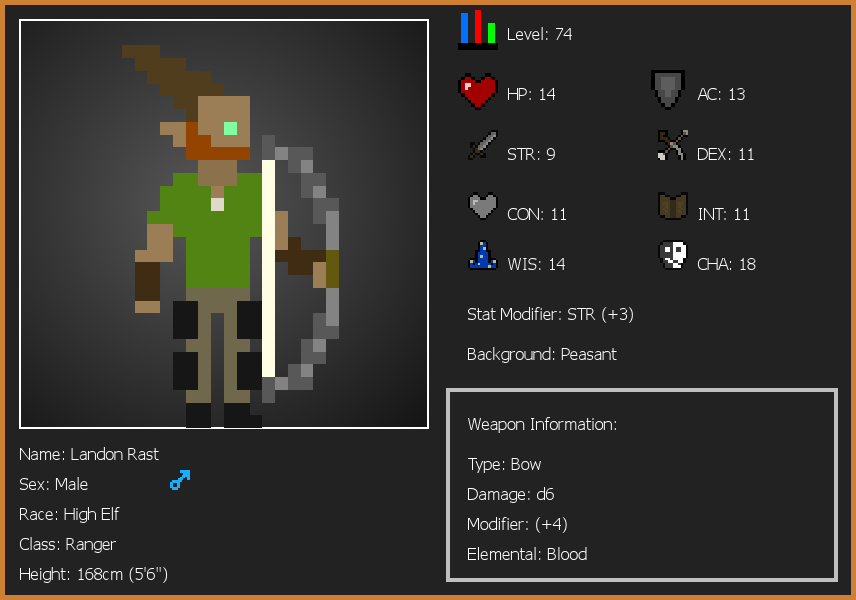 Level: 74
HP: 14
AC: 13
STR: 9
DEX: 11
CON: 11
INT: 11
WIS: 14
CHA: 18
Stat Modifier: STR (+3)
Background: Peasant
Weapon Information:
Type: Bow
Damage: d6
Modifier: (+4)
Elemental: Blood
Name: Landon Rast
Sex: Male
Race: High Elf
Class: Ranger
Height: 168cm (5'6")